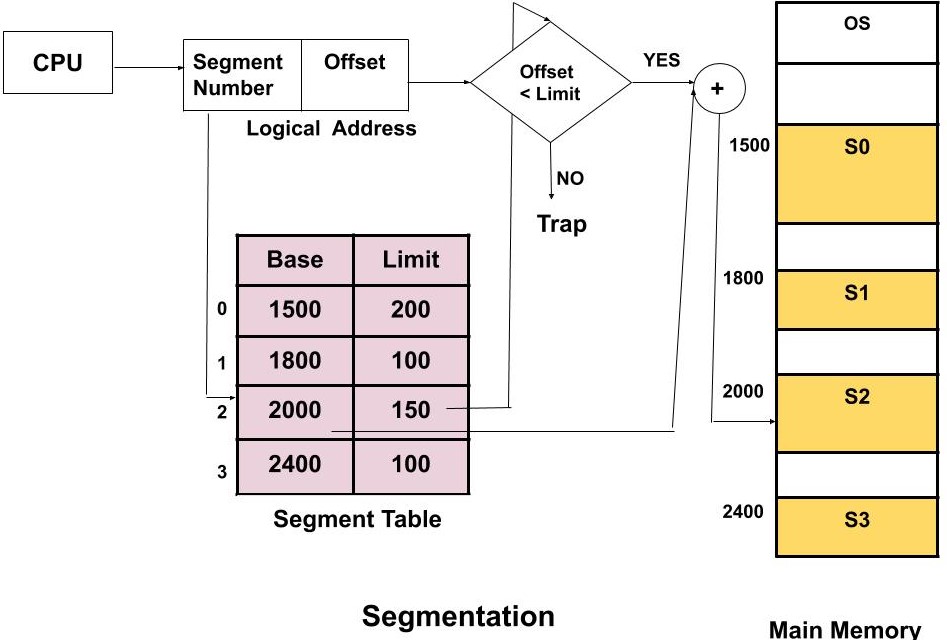 CPU
Segment Number
Offset
Logical Address
Offset
< Limit
YES
+
NO
Trap
Base Limit
0 1500 200
1 1800 100
2 2000 150
3 2400 100
Segment Table
OS
1500 S0
1800 S1
2000 S2
2400 S3
Segmentation
Main Memory